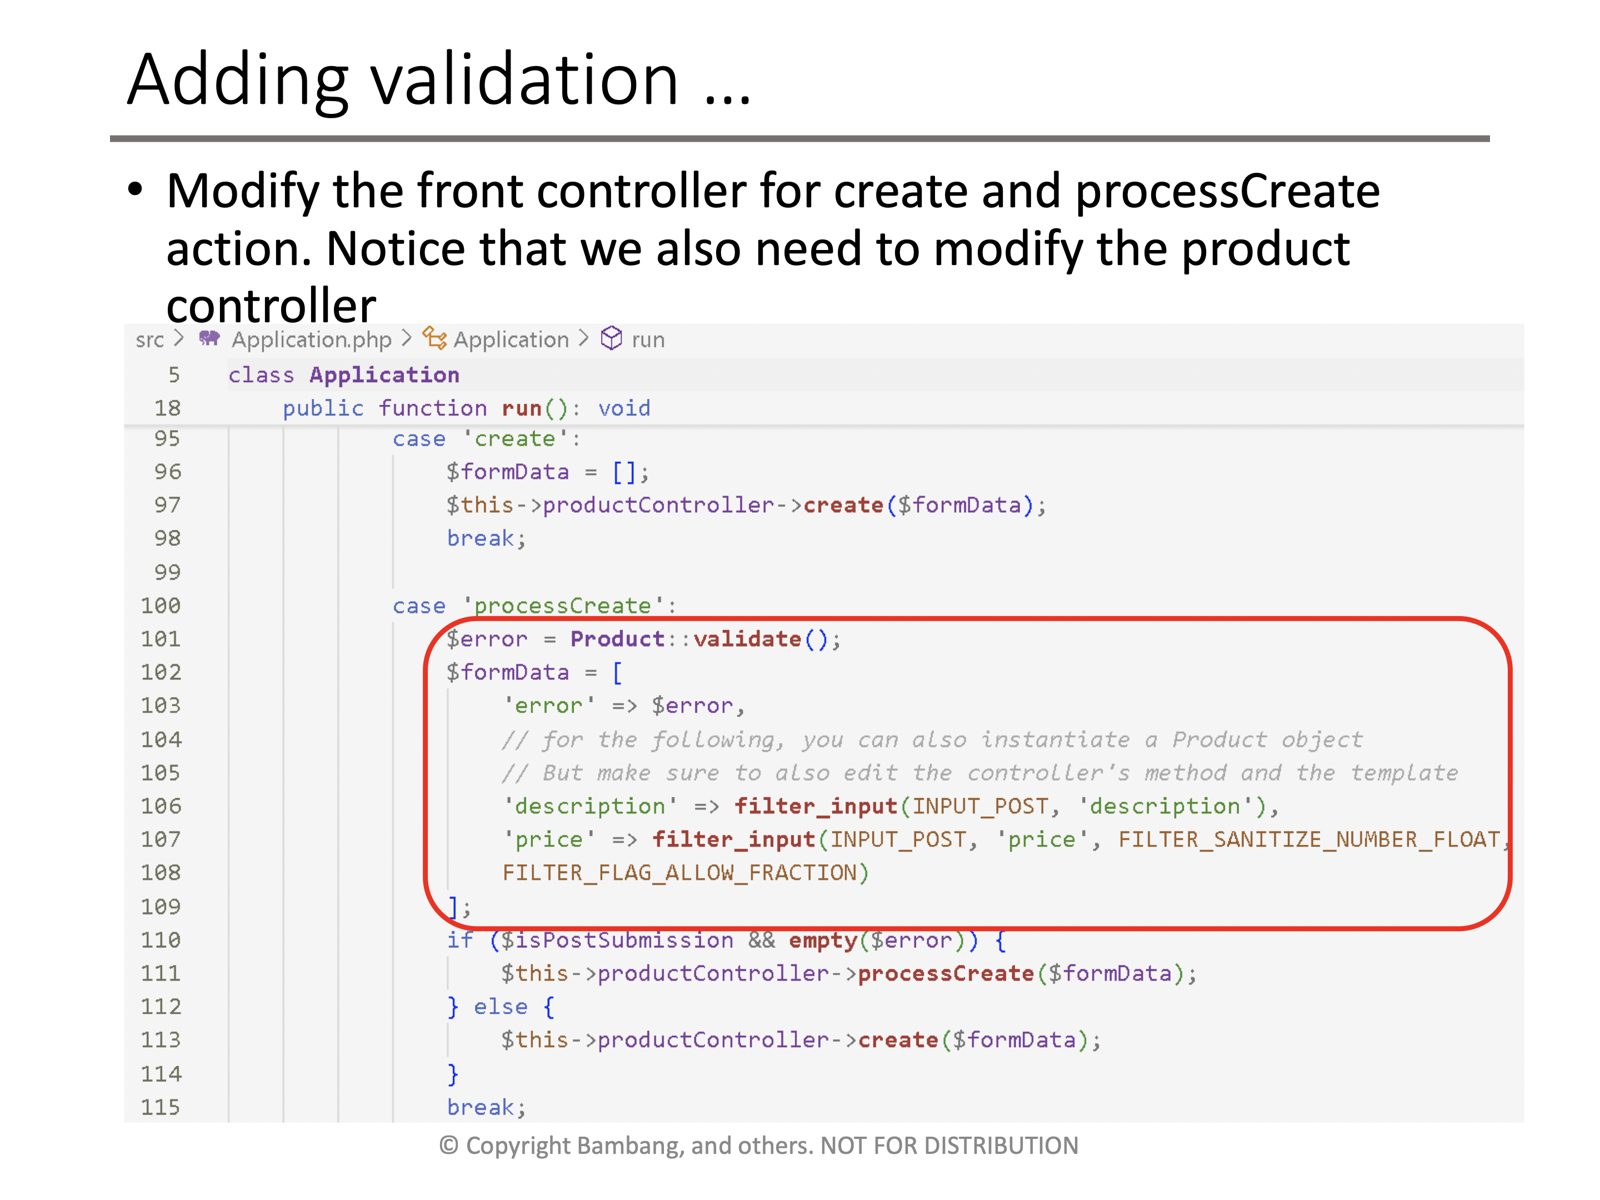 Adding validation ...
• Modify the front controller for create and processCreate
action. Notice that we also need to modify the product
controller
src > Application.php > Application > run
5 class Application
18 public function run(): void
95 case 'create':
96 $formData = [];
97 $this->productController->create($formData);
98 break;
99
100 case 'processCreate':
101 $error = Product::validate();
102 $formData = [
103 'error' => $error,
104 // for the following, you can also instantiate a Product object
105 // But make sure to also edit the controller's method and the template
106 'description' => filter_input(INPUT_POST, 'description'),
107 'price' => filter_input(INPUT_POST, 'price', FILTER_SANITIZE_NUMBER_FLOAT,
108 FILTER_FLAG_ALLOW_FRACTION)
109 ];
110 if ($isPostSubmission && empty($error)) {
111 $this->productController->processCreate($formData);
112 } else {
113 $this->productController->create($formData);
114 }
115 break;
© Copyright Bambang, and others. NOT FOR DISTRIBUTION